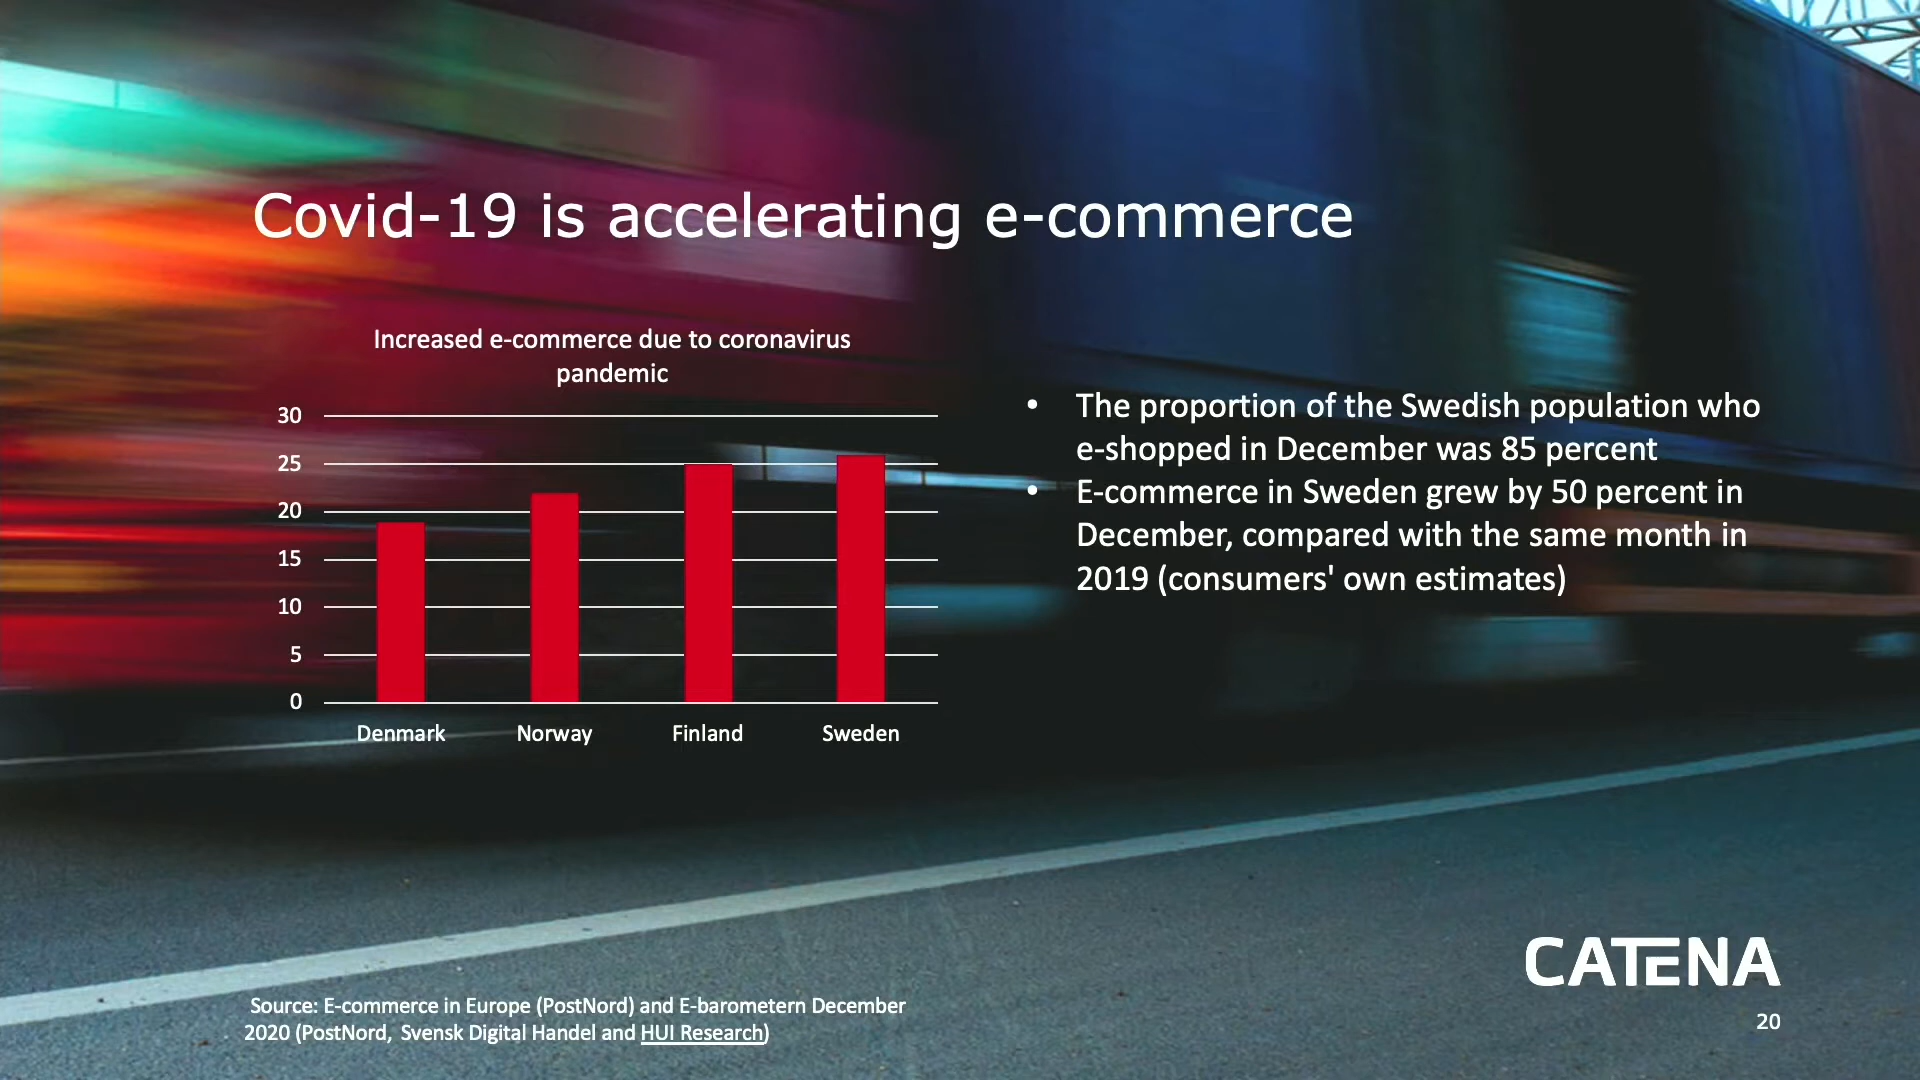 Covid-19 is accelerating e-commerce
Increased e-commerce due to coronavirus
pandemic
30
25
20
15
10
5
0
Denmark
Norway
Finland
Sweden
• The proportion of the Swedish population who
e-shopped in December was 85 percent
• E-commerce in Sweden grew by 50 percent in
December, compared with the same month in
2019 (consumers' own estimates)
Source: E-commerce in Europe (PostNord) and E-barometern December
2020 (PostNord, Svensk Digital Handel and HUI Research)
CATENA
20